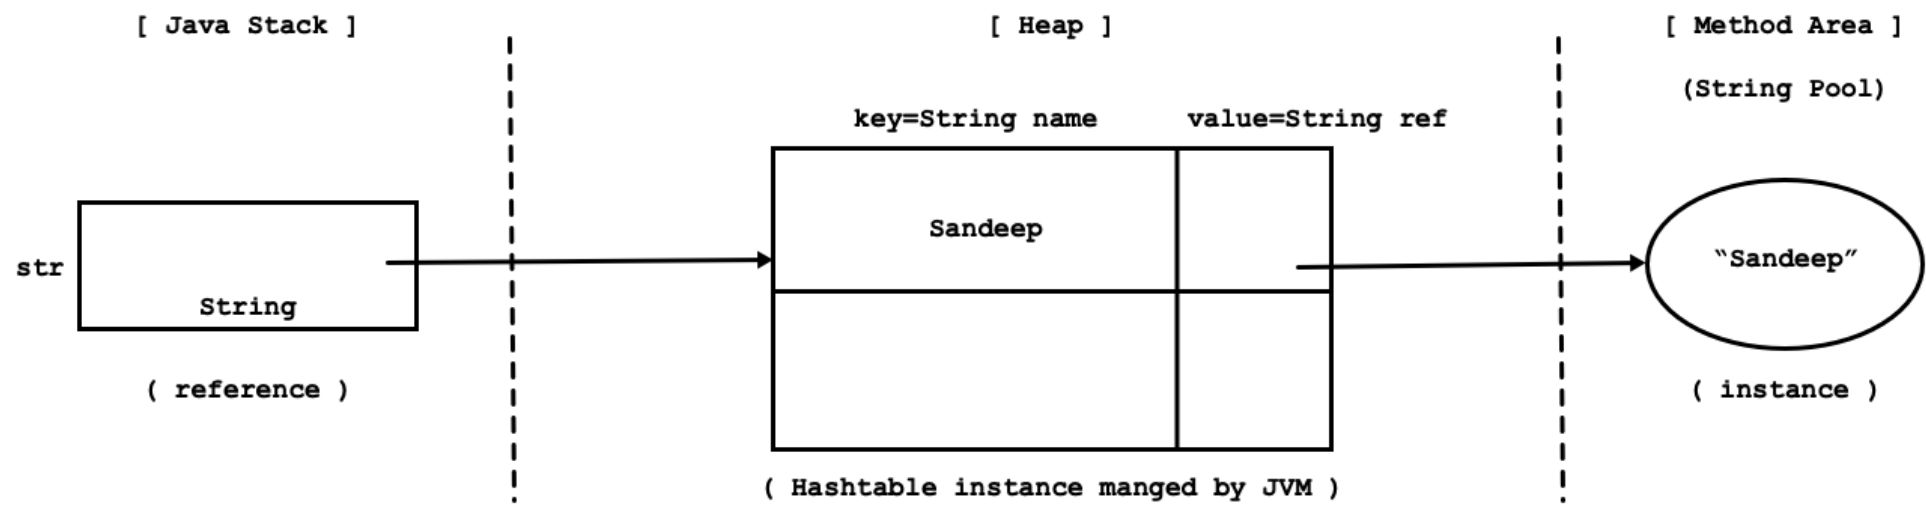 [ Java Stack ]
[ Heap ]
[ Method Area ]
(String Pool)
key=String name
value=String ref
Sandeep
str
String
“Sandeep”
( reference )
( instance )
( Hashtable instance manged by JVM )